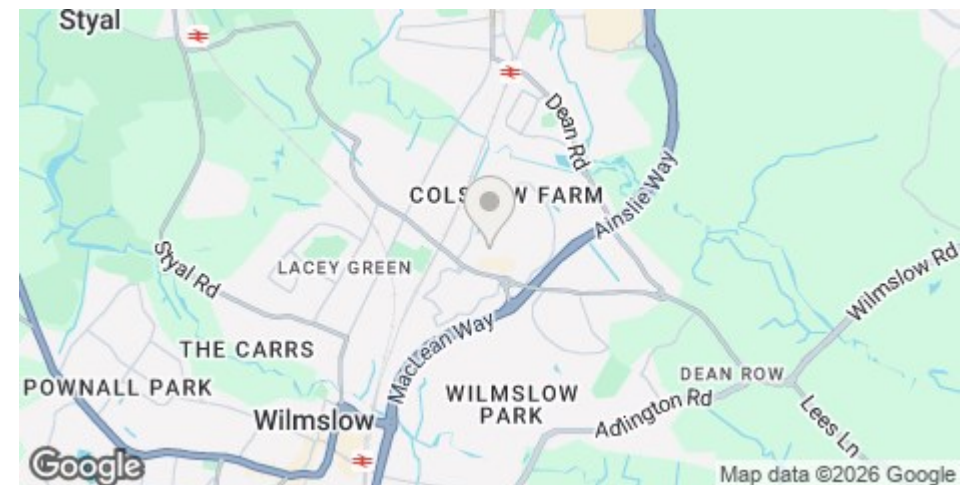 Styal
Dean Rd
COLS W FARM
Ainslie Way
Styal Rd
LACEY GREEN
Wilmslow Rd
MacLean Way
THE CARRS
DEAN ROW
POWNALL PARK
WILMSLOW
PARK
Adlington Rd
Lees Ln
Wilmslow
Google
Map data ©2026 Google